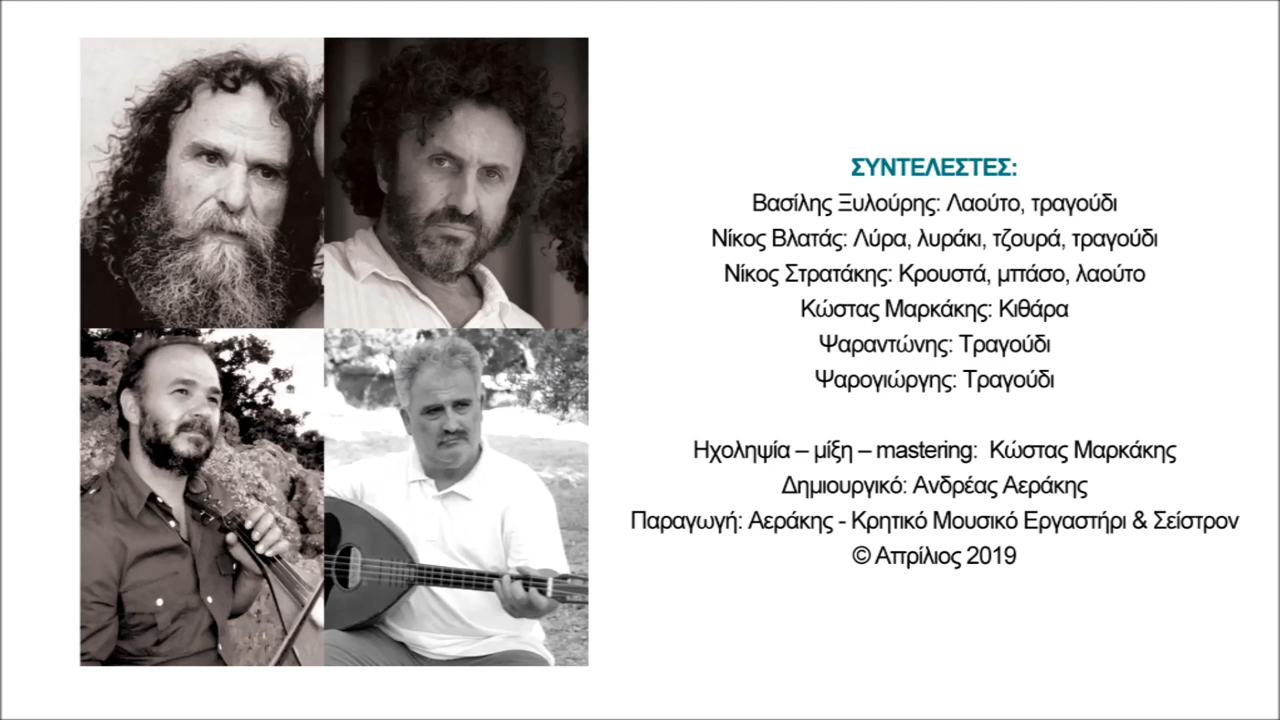 ΣΥΝΤΕΛΕΣΤΕΣ:
Βασίλης Ξυλούρης: Λαούτο, τραγούδι
Νίκος Βλατάς: Λύρα, λυράκι, τζουρά, τραγούδι
Νίκος Στρατάκης: Κρουστά, μπάσο, λαούτο
Κώστας Μαρκάκης: Κιθάρα
Ψαραντώνης: Τραγούδι
Ψαρογιώργης: Τραγούδι
Ηχοληψία – μίξη – mastering: Κώστας Μαρκάκης
Δημιουργικό: Ανδρέας Αεράκης
Παραγωγή: Αεράκης - Κρητικό Μουσικό Εργαστήρι & Σείστρον
© Απρίλιος 2019